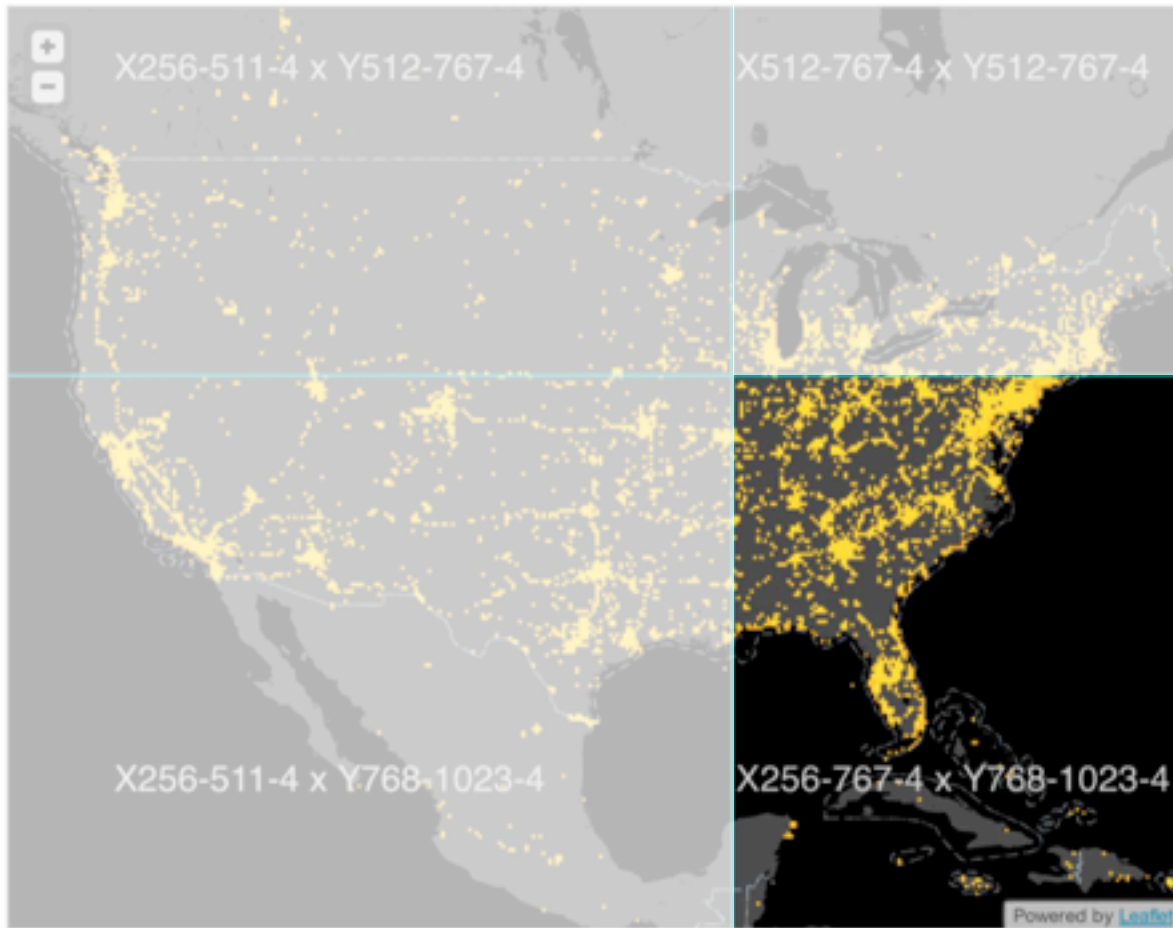 +
−
X256-511-4 x Y512-767-4
X512-767-4 x Y512-767-4
X256-511-4 x Y768-1023-4
X256-767-4 x Y768-1023-4
Powered by Leaflet